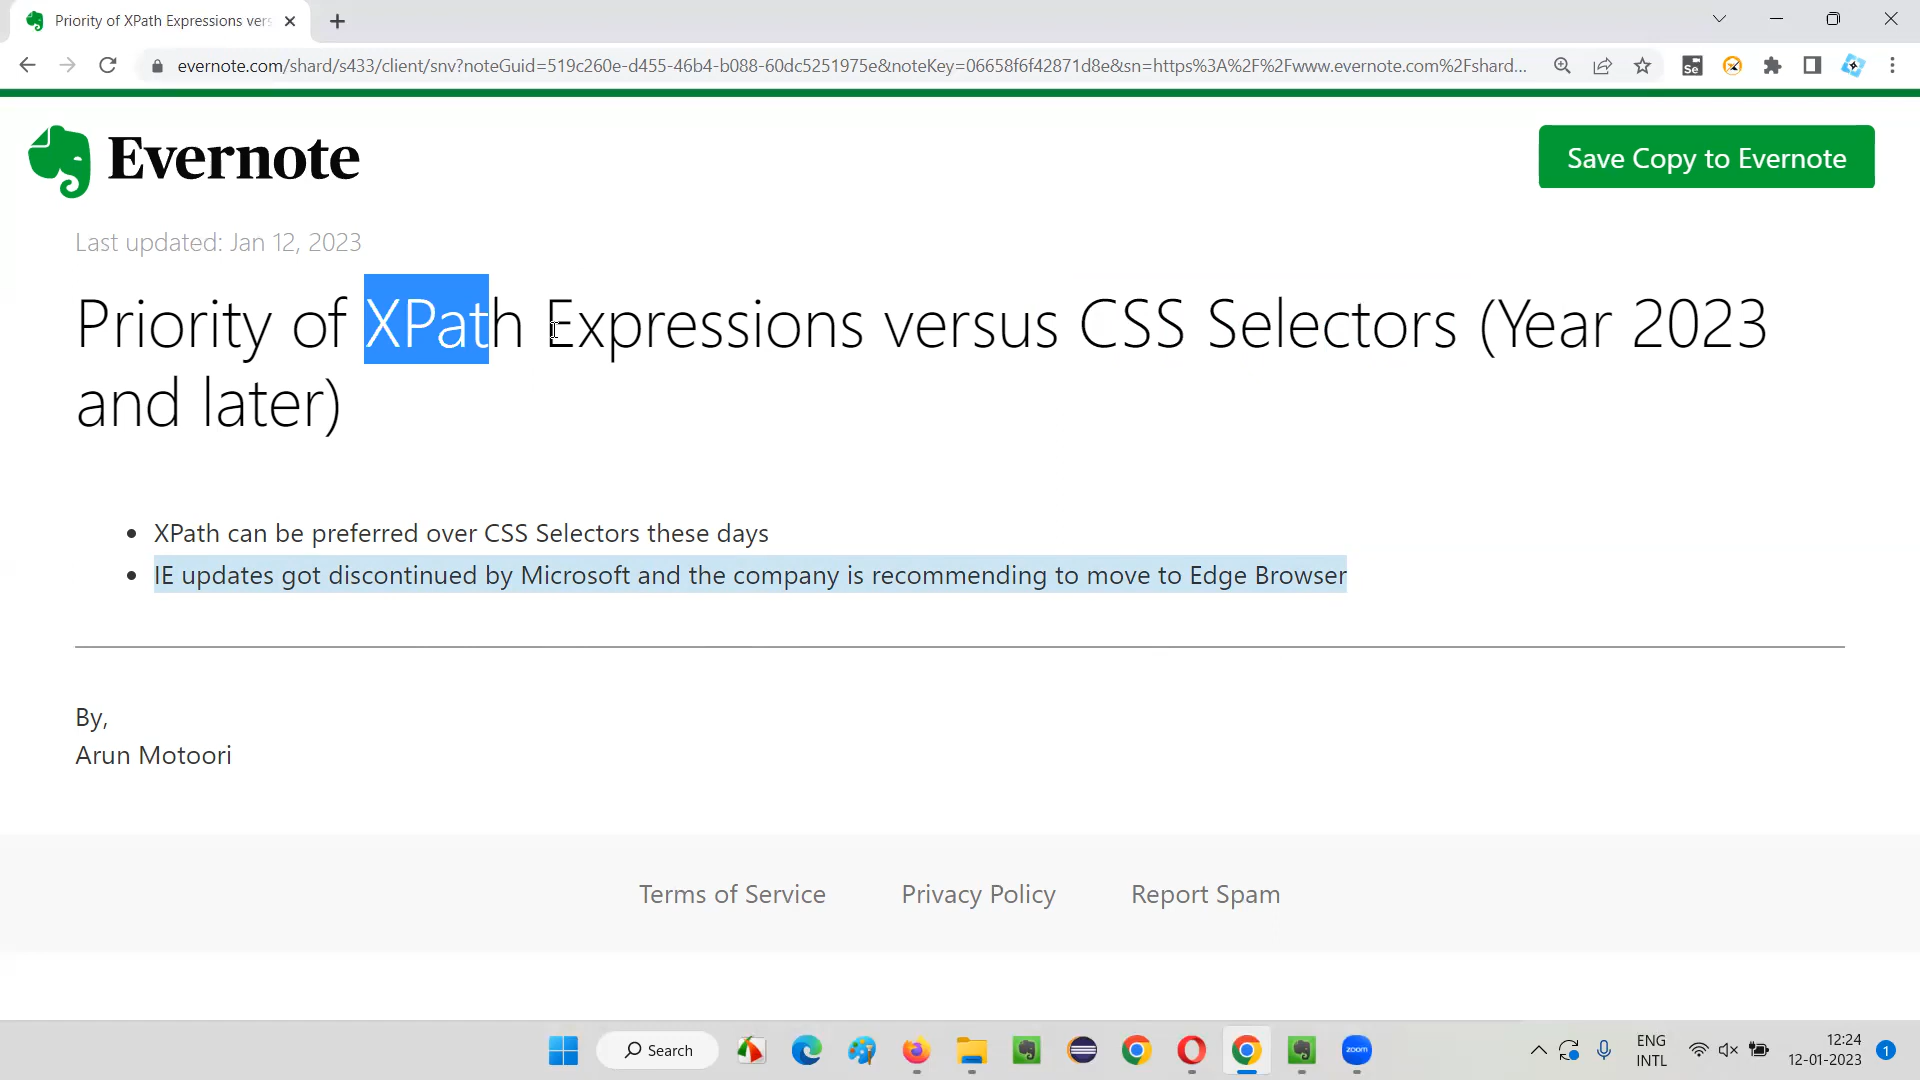 Priority of XPath Expressions vers
evernote.com/shard/s433/client/snv?noteGuid=519c260e-d455-46b4-b088-60dc5251975e&noteKey=06658f6f42871d8e&sn=https%3A%2F%2Fwww.evernote.com%2Fshard...
Se
Evernote
Save Copy to Evernote
Last updated: Jan 12, 2023
Priority of XPath Expressions versus CSS Selectors (Year 2023
and later)
• XPath can be preferred over CSS Selectors these days
• IE updates got discontinued by Microsoft and the company is recommending to move to Edge Browser
By,
Arun Motoori
Terms of Service Privacy Policy Report Spam
Search
zoom
ENG
INTL
12:24
12-01-2023
1